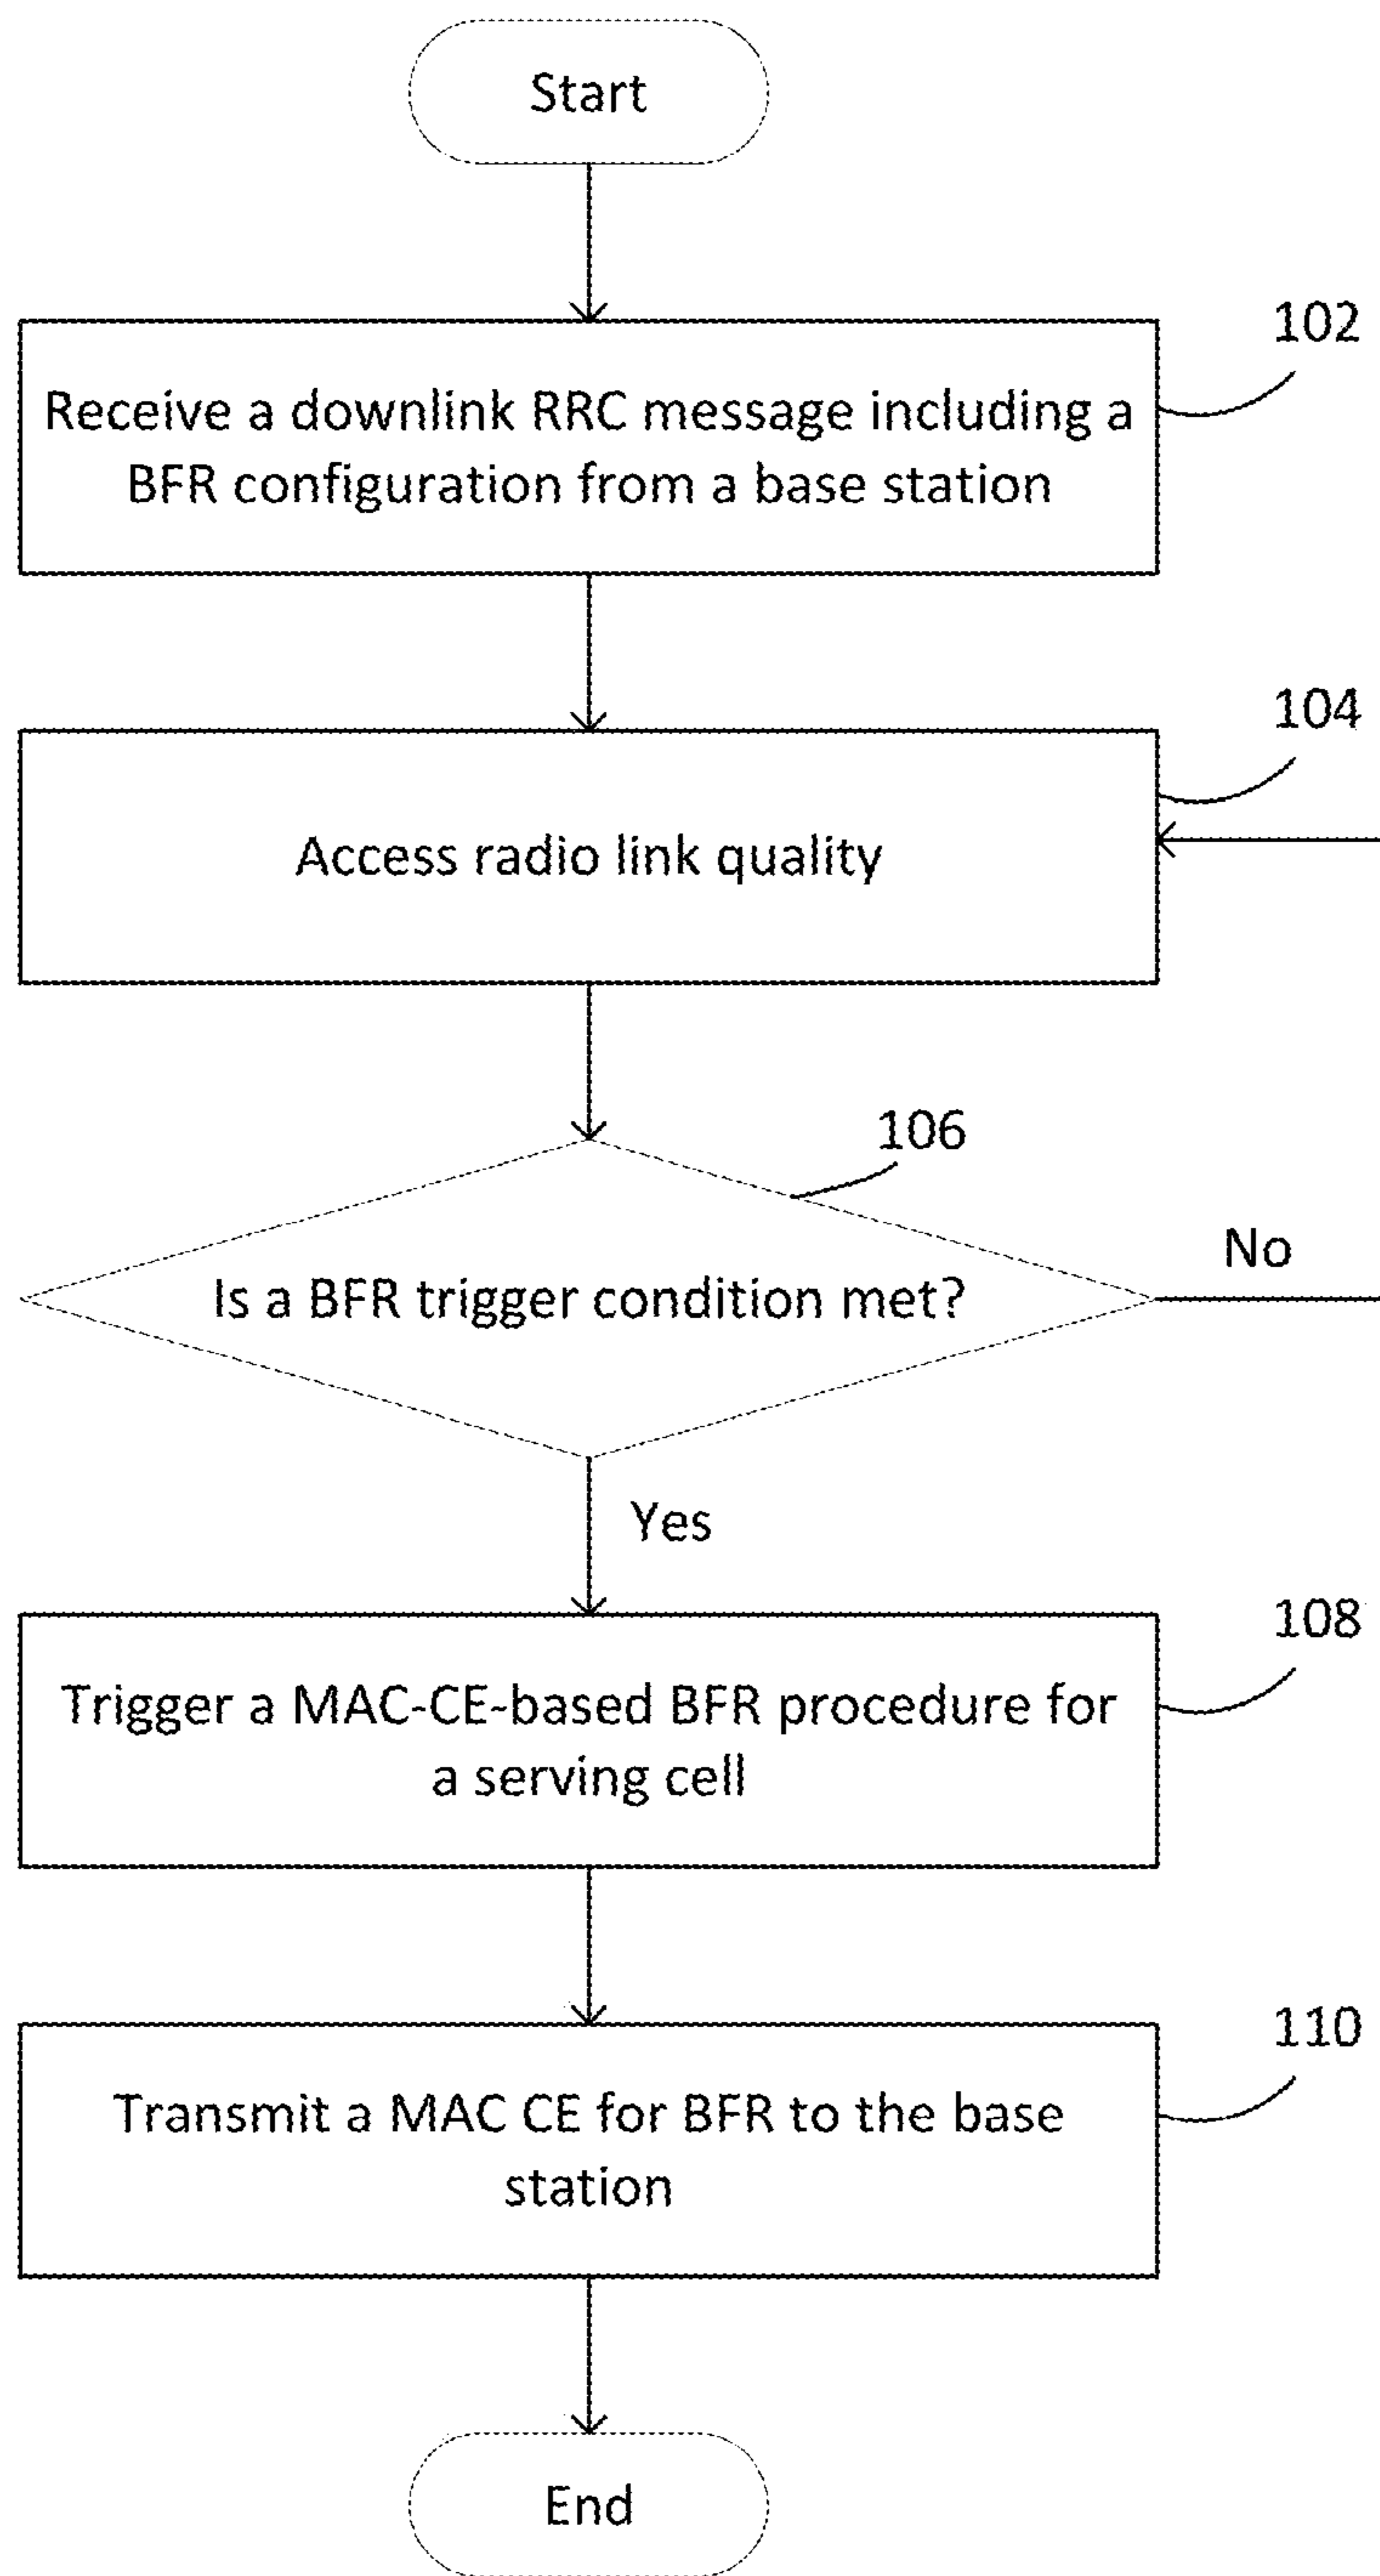 Start
102
Receive a downlink RRC message including a
BFR configuration from a base station
104
Access radio link quality
106
Is a BFR trigger condition met?
No
Yes
108
Trigger a MAC-CE-based BFR procedure for
a serving cell
110
Transmit a MAC CE for BFR to the base
station
End